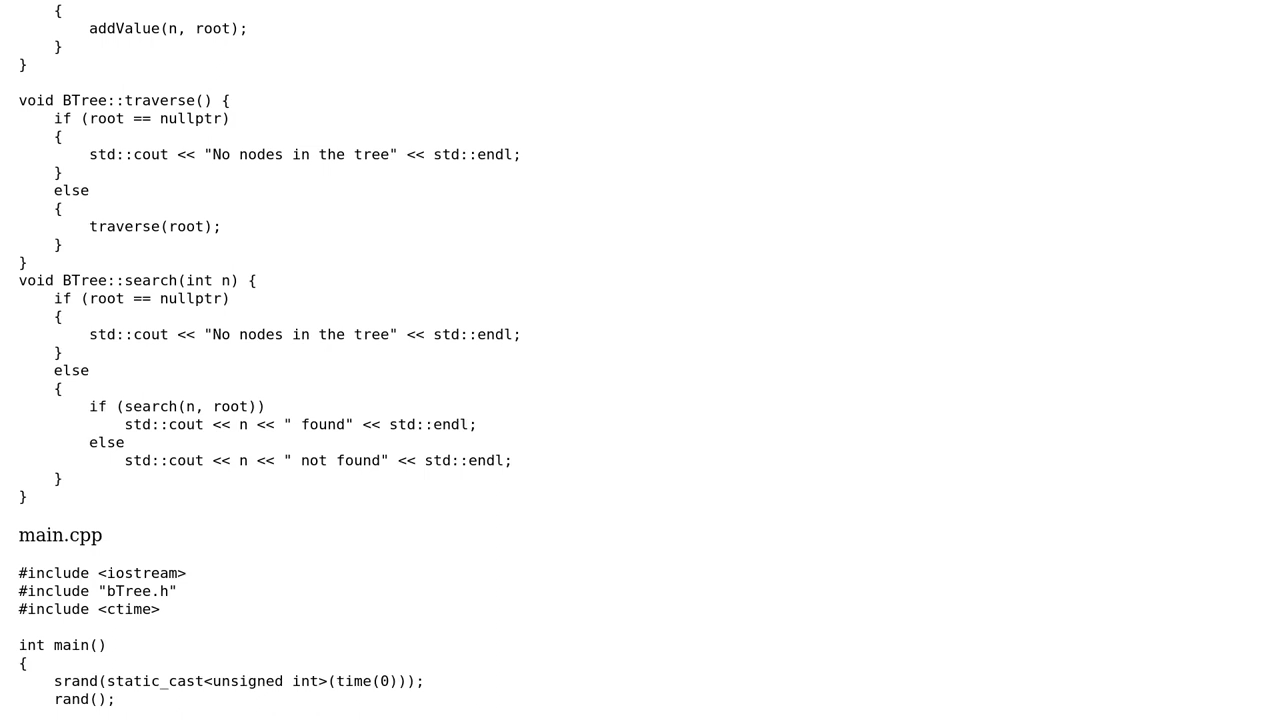 {
        addValue(n, root);
    }
}

void BTree::traverse() {
    if (root == nullptr)
    {
        std::cout << "No nodes in the tree" << std::endl;
    }
    else
    {
        traverse(root);
    }
}
void BTree::search(int n) {
    if (root == nullptr)
    {
        std::cout << "No nodes in the tree" << std::endl;
    }
    else
    {
        if (search(n, root))
            std::cout << n << " found" << std::endl;
        else
            std::cout << n << " not found" << std::endl;
    }
}

main.cpp

#include <iostream>
#include "bTree.h"
#include <ctime>

int main()
{
    srand(static_cast<unsigned int>(time(0)));
    rand();